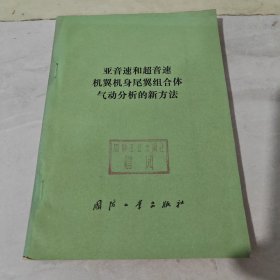 亚音速和超音速
机翼机身尾翼组合体
气动分析的新方法
国防工业出版社